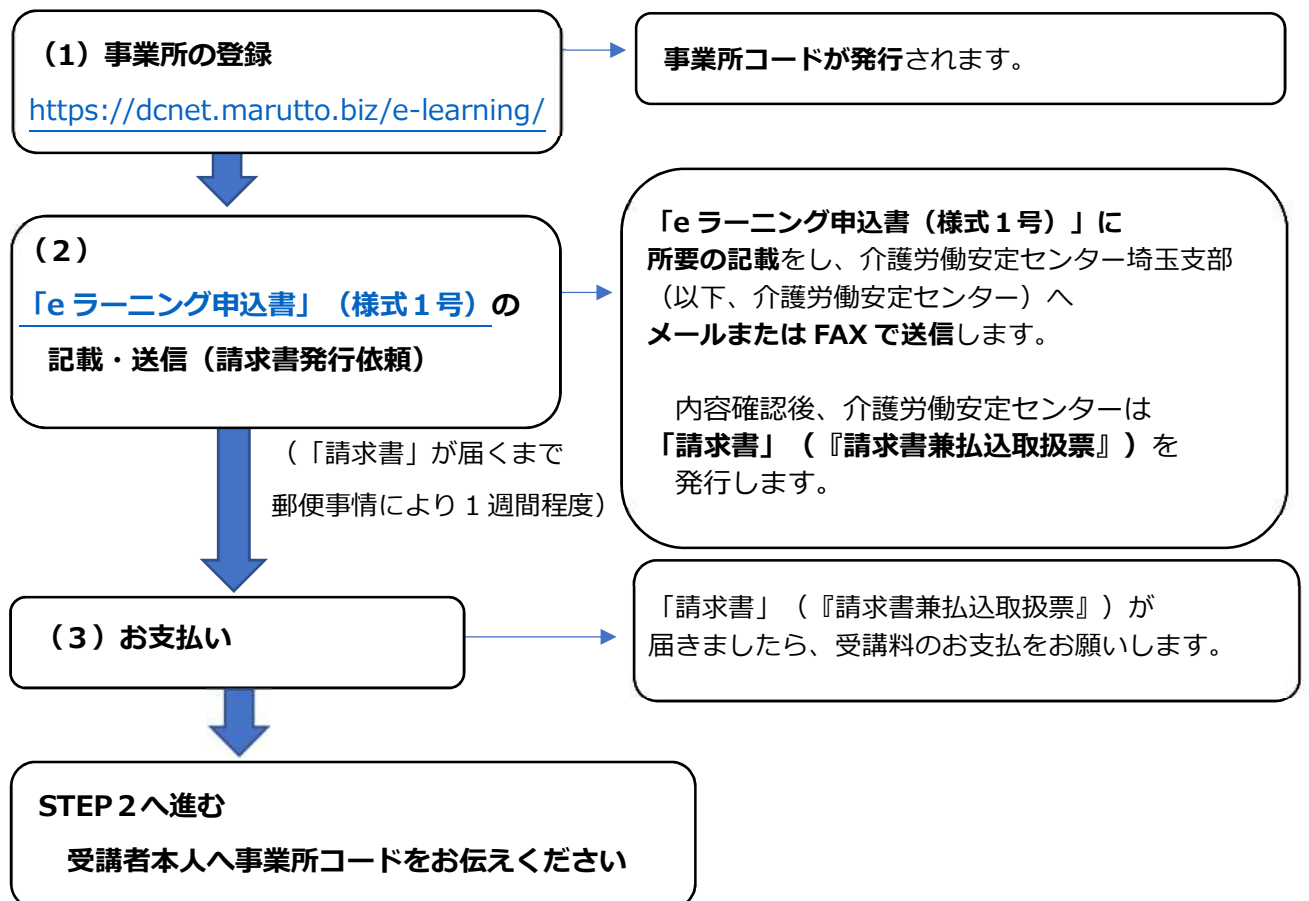 （1）事業所の登録
https://dcnet.marutto.biz/e-learning/
事業所コードが発行されます。
（２）
「e ラーニング申込書」（様式１号）の
記載・送信（請求書発行依頼）
「e ラーニング申込書（様式１号）」に
所要の記載をし、介護労働安定センター埼玉支部
（以下、介護労働安定センター）へ
メールまたは FAX で送信します。
内容確認後、介護労働安定センターは
「請求書」（『請求書兼払込取扱票』）を
発行します。
（「請求書」が届くまで
郵便事情により 1 週間程度）
（３）お支払い
「請求書」（『請求書兼払込取扱票』）が
届きましたら、受講料のお支払をお願いします。
STEP２へ進む
受講者本人へ事業所コードをお伝えください